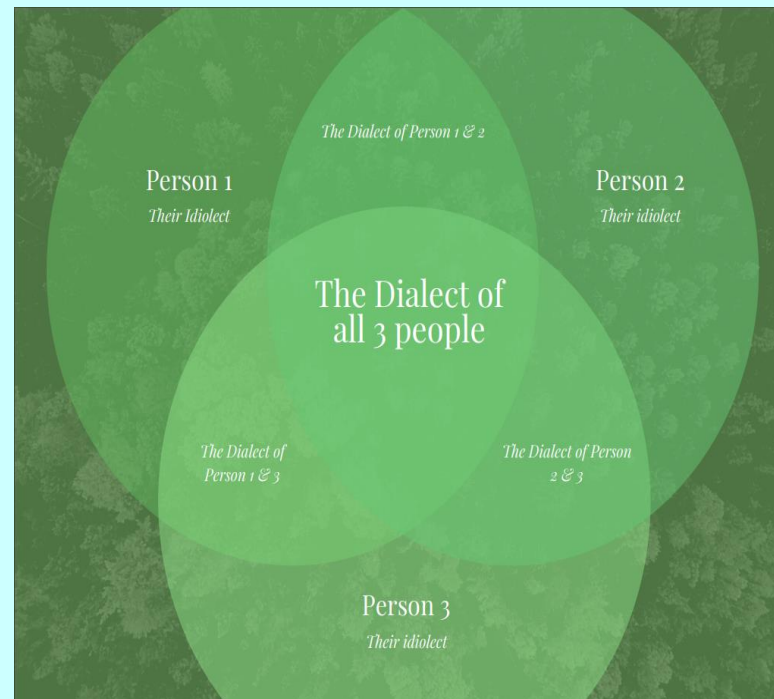 The Dialect of Person 1 & 2
Person 1
Their Idiolect
Person 2
Their idiolect
The Dialect of
all 3 people
The Dialect of
Person 1 & 3
The Dialect of Person
2 & 3
Person 3
Their idiolect